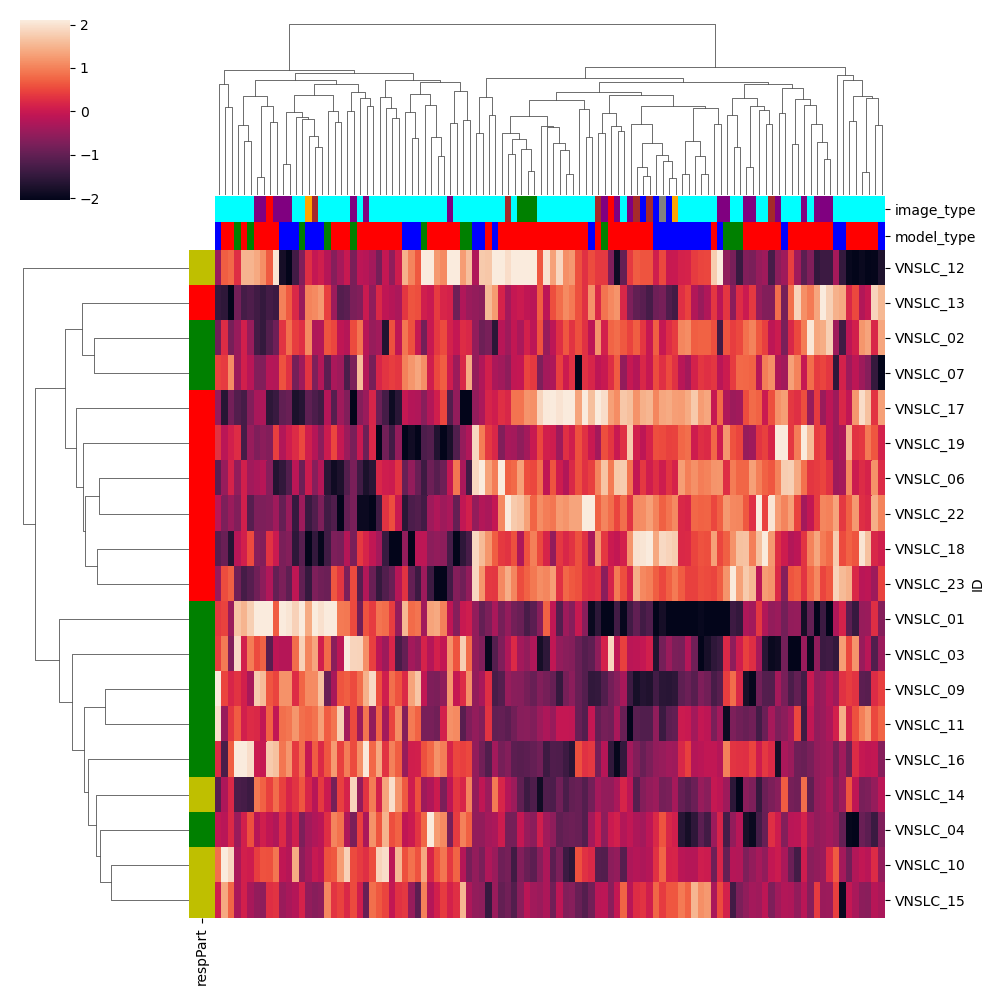 2
1
0
−1
−2
image_type
model_type
VNSLC_12
VNSLC_13
VNSLC_02
VNSLC_07
VNSLC_17
VNSLC_19
VNSLC_06
VNSLC_22
VNSLC_18
VNSLC_23
VNSLC_01
VNSLC_03
VNSLC_09
VNSLC_11
VNSLC_16
VNSLC_14
VNSLC_04
VNSLC_10
VNSLC_15
ID
respPart